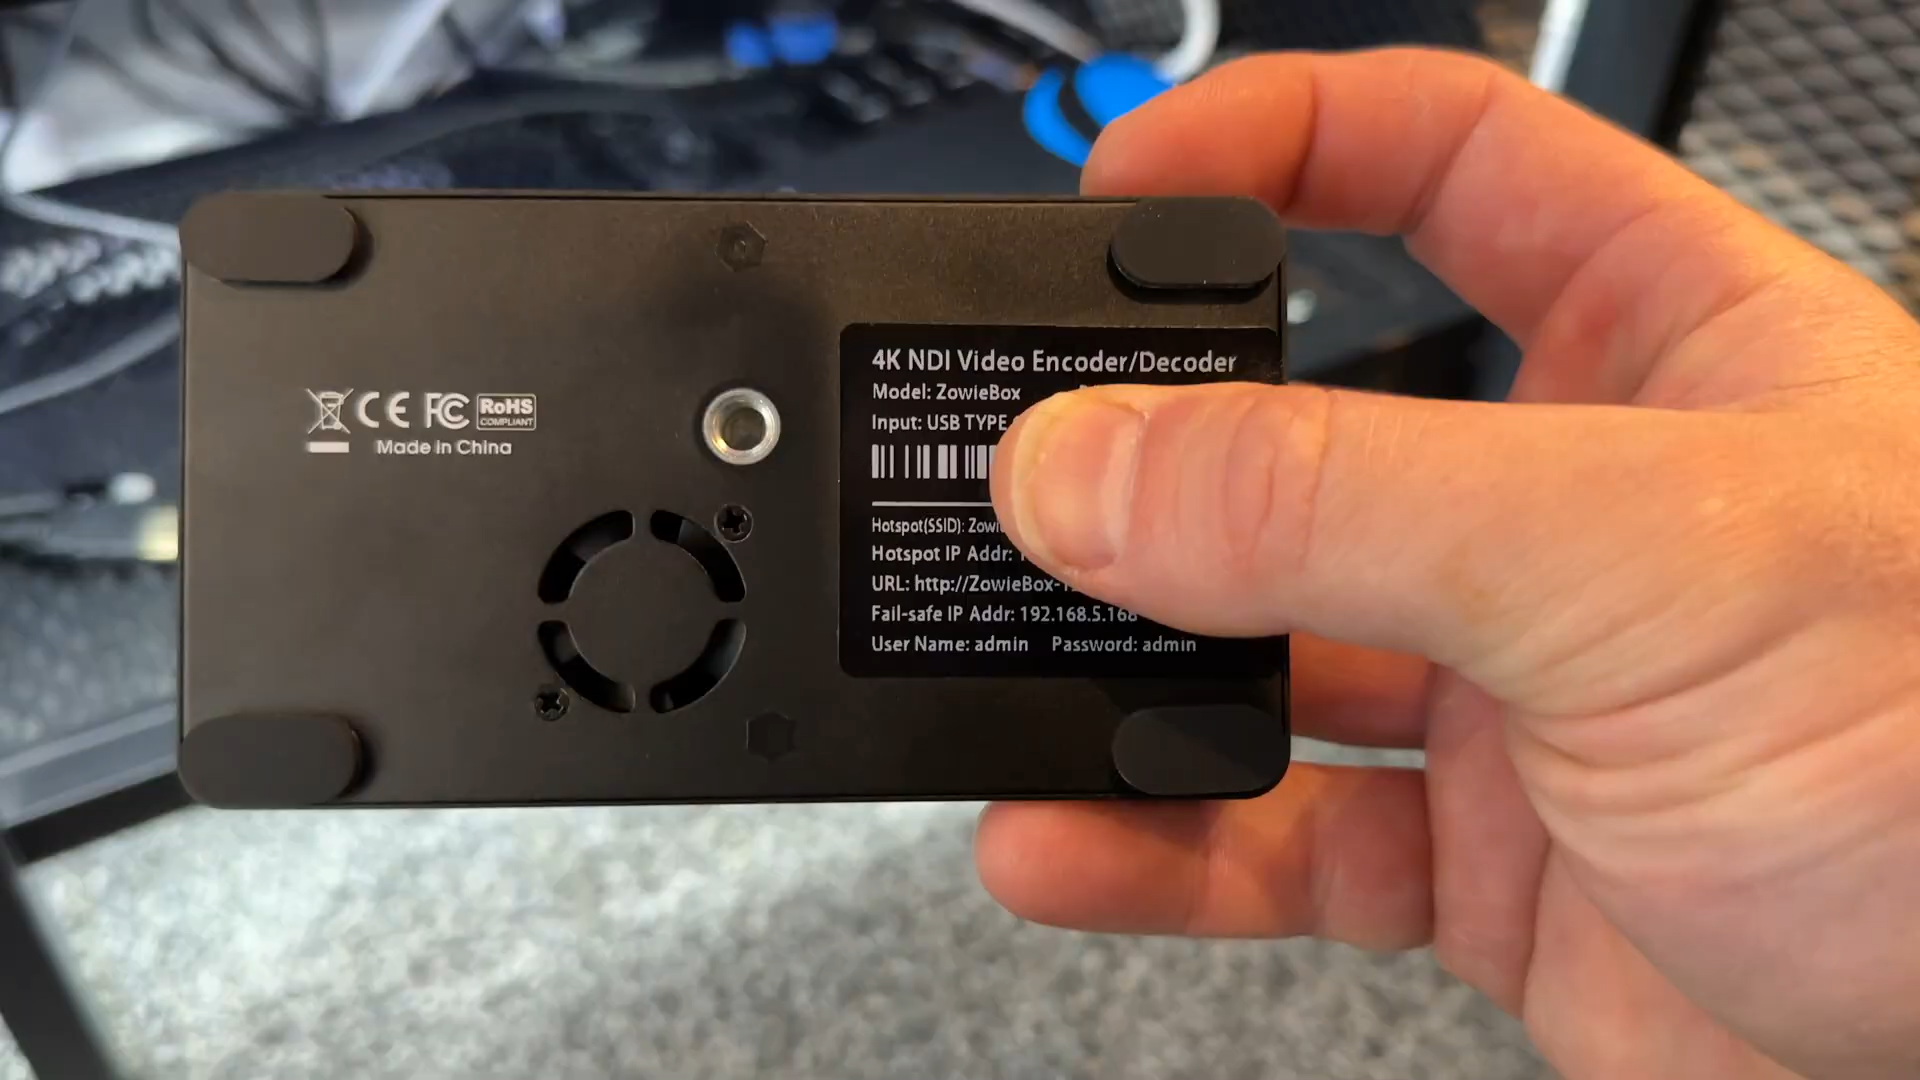 CE FC RoHS
COMPLIANT
Made in China
4K NDI Video Encoder/Decoder
Model: ZowieBox
Input: USB TYPE
Hotspot(SSID):
Hotspot IP Addr:
URL: http://ZowieBox-
Fail-safe IP Addr: 192.168.5.168
User Name: admin Password: admin